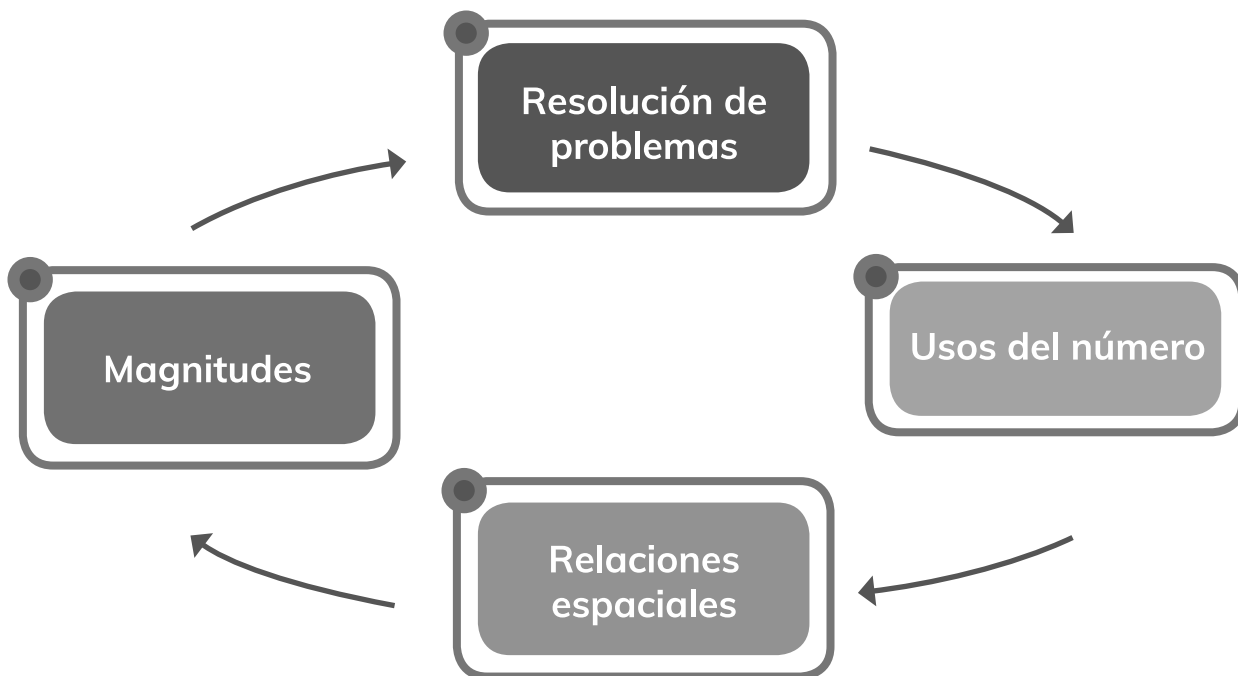 Resolución de
problemas
Usos del número
Magnitudes
Relaciones
espaciales